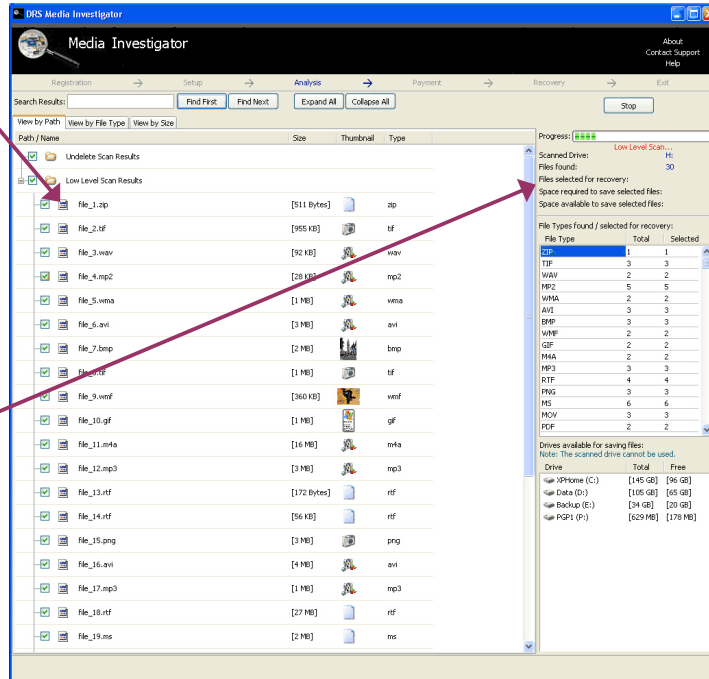 DRS Media Investigator
Media Investigator
About
Contact Support
Help
Registration Setup Analysis Payment Recovery Exit
Search Results: Find First Find Next Expand All Collapse All Stop
View by Path View by File Type View by Size
Path / Name Size Thumbnail Type
Undelete Scan Results
Low Level Scan Results
file_1.zip [511 Bytes] zip
file_2.tif [955 KB] tif
file_3.wav [92 KB] wav
file_4.mp2 [28 KB] mp2
file_5.wma [1 MB] wma
file_6.avi [3 MB] avi
file_7.bmp [2 MB] bmp
file_8.tif [1 MB] tif
file_9.wmf [360 KB] wmf
file_10.gif [1 MB] gif
file_11.m4a [16 MB] m4a
file_12.mp3 [3 MB] mp3
file_13.rtf [172 Bytes] rtf
file_14.rtf [56 KB] rtf
file_15.png [3 MB] png
file_16.avi [4 MB] avi
file_17.mp3 [1 MB] mp3
file_18.rtf [27 MB] rtf
file_19.ms [2 MB] ms
Progress:
Low Level Scan...
Scanned Drive: H:
Files found: 30
Files selected for recovery:
Space required to save selected files:
Space available to save selected files:
File Types found / selected for recovery:
File Type Total Selected
ZIP 1 1
TIF 3 3
WAV 2 2
MP2 5 5
WMA 2 2
AVI 3 3
BMP 3 3
WMF 2 2
GIF 2 2
M4A 2 2
MP3 3 3
RTF 4 4
PNG 3 3
MS 6 6
MOV 3 3
PDF 2 2
Drives available for saving files:
Note: The scanned drive cannot be used.
Drive Total Free
XPHome (C:) [145 GB] [96 GB]
Data (D:) [105 GB] [65 GB]
Backup (E:) [34 GB] [20 GB]
PGP1 (P:) [629 MB] [178 MB]